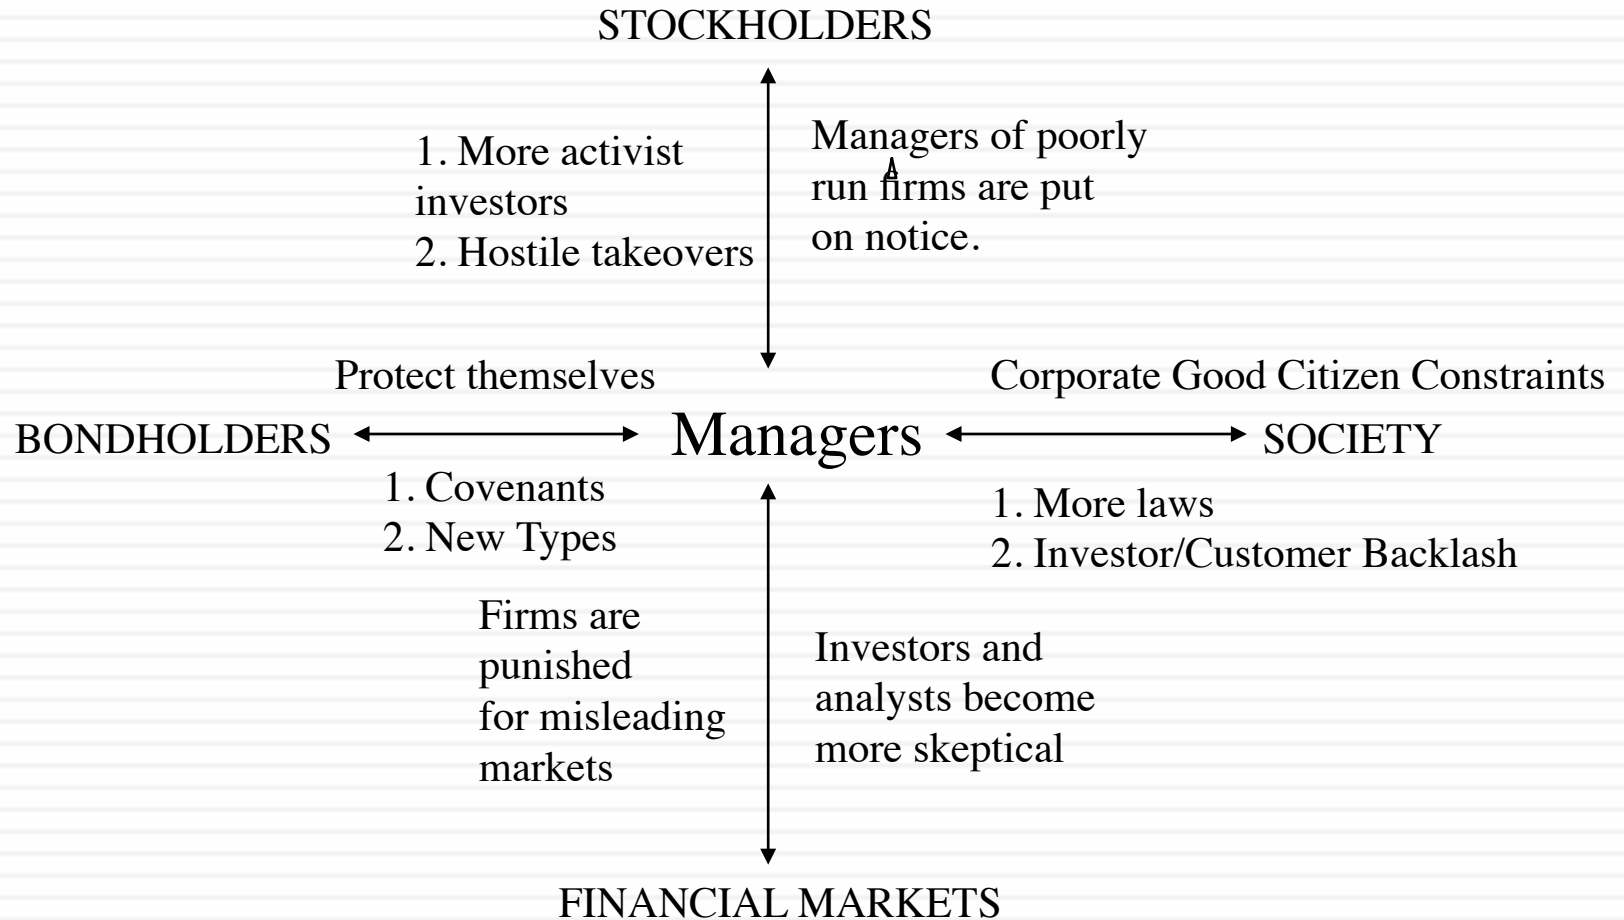 STOCKHOLDERS
1. More activist
investors
2. Hostile takeovers
Managers of poorly
run firms are put
on notice.
Protect themselves
Corporate Good Citizen Constraints
BONDHOLDERS
Managers
SOCIETY
1. Covenants
2. New Types
1. More laws
2. Investor/Customer Backlash
Firms are
punished
for misleading
markets
Investors and
analysts become
more skeptical
FINANCIAL MARKETS